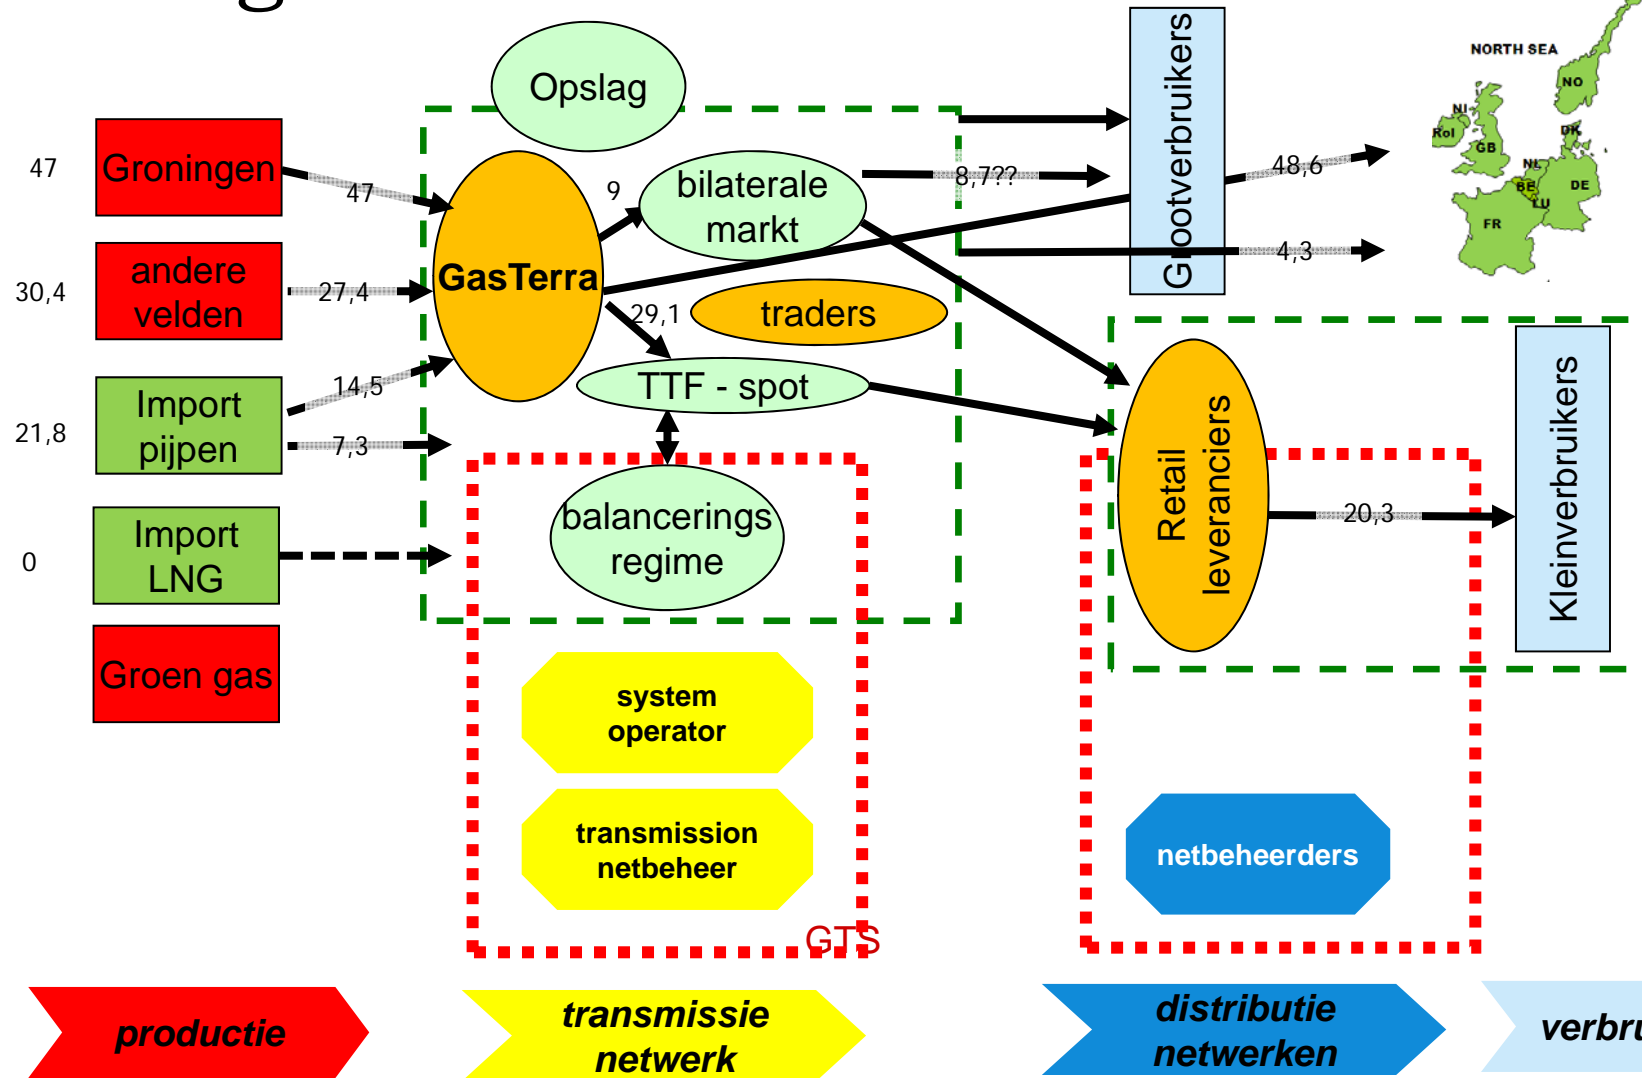 g
Opslag
Grootverbruikers
NORTH SEA
NO
NI
RoI
GB
DK
NL
BE
DE
LU
FR
47
Groningen
47
9
bilaterale
markt
8,7??
48,6
30,4
andere
velden
27,4
GasTerra
4,3
29,1
traders
21,8
Import
pijpen
14,5
7,3
TTF - spot
Retail
leveranciers
20,3
Kleinverbruikers
0
Import
LNG
balancerings
regime
Groen gas
system
operator
transmission
netbeheer
netbeheerders
GTS
productie
transmissie
netwerk
distributie
netwerken
verbru